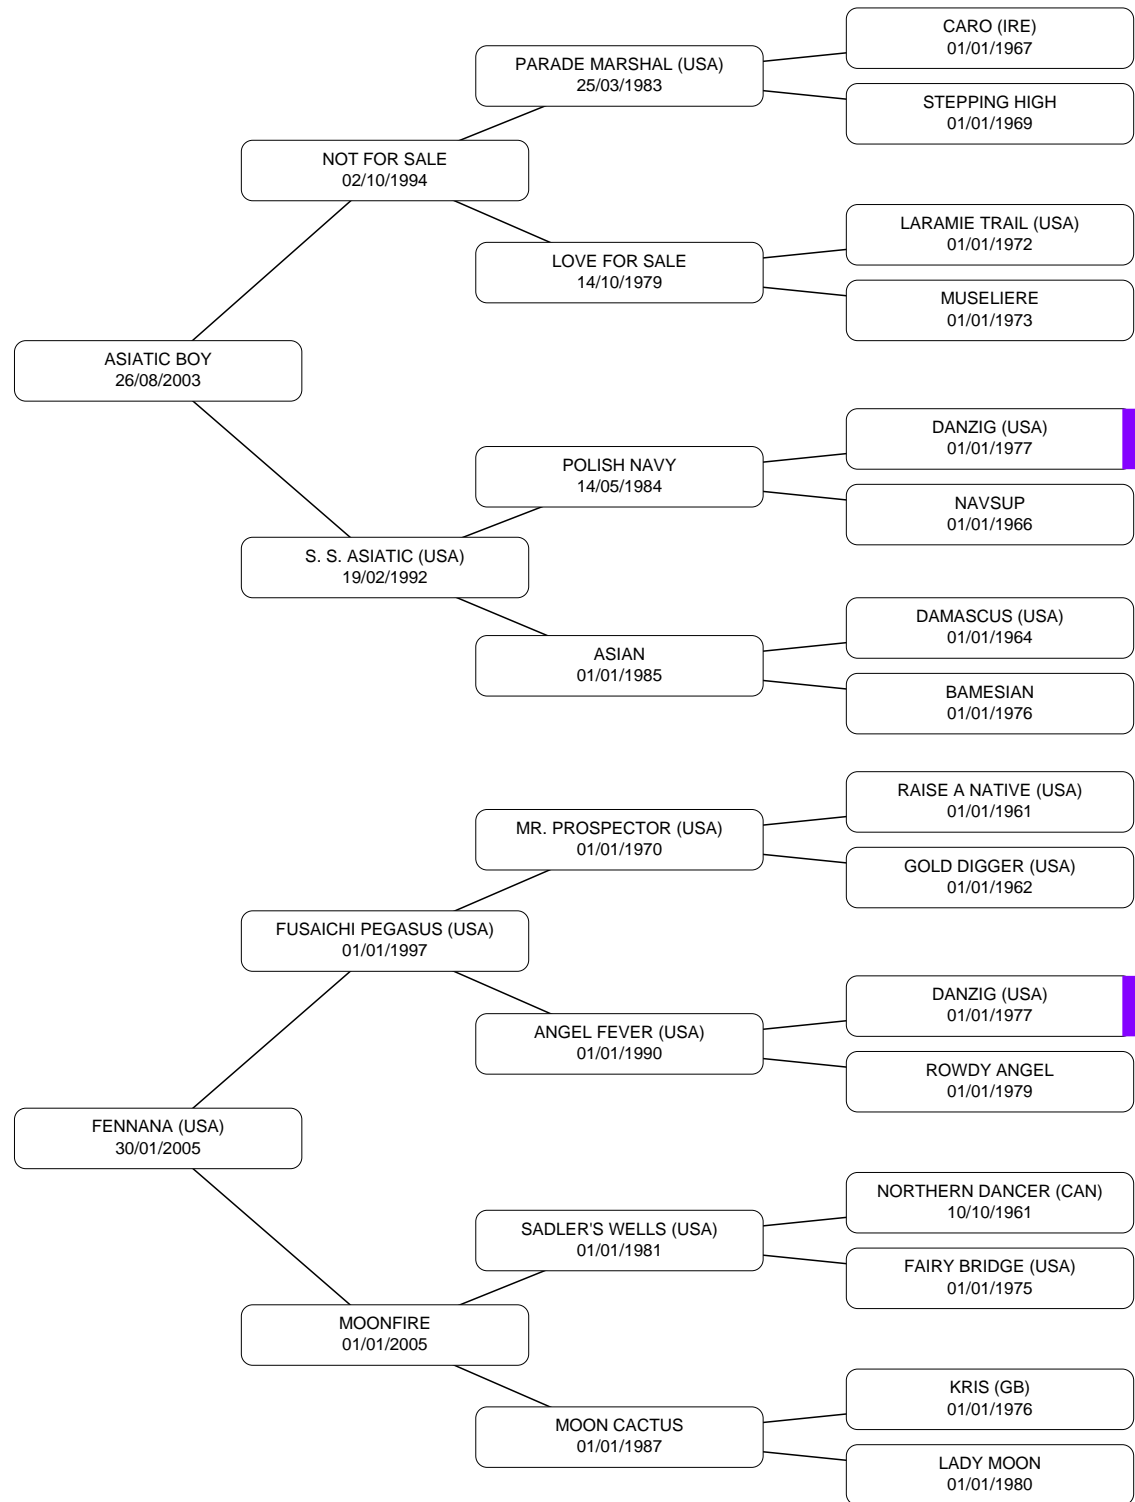 CARO (IRE)
01/01/1967
PARADE MARSHAL (USA)
25/03/1983
STEPPING HIGH
01/01/1969
NOT FOR SALE
02/10/1994
LARAMIE TRAIL (USA)
01/01/1972
LOVE FOR SALE
14/10/1979
MUSELIERE
01/01/1973
ASIATIC BOY
26/08/2003
DANZIG (USA)
01/01/1977
POLISH NAVY
14/05/1984
NAVSUP
01/01/1966
S. S. ASIATIC (USA)
19/02/1992
DAMASCUS (USA)
01/01/1964
ASIAN
01/01/1985
BAMESIAN
01/01/1976
RAISE A NATIVE (USA)
01/01/1961
MR. PROSPECTOR (USA)
01/01/1970
GOLD DIGGER (USA)
01/01/1962
FUSAICHI PEGASUS (USA)
01/01/1997
DANZIG (USA)
01/01/1977
ANGEL FEVER (USA)
01/01/1990
ROWDY ANGEL
01/01/1979
FENNANA (USA)
30/01/2005
NORTHERN DANCER (CAN)
10/10/1961
SADLER'S WELLS (USA)
01/01/1981
FAIRY BRIDGE (USA)
01/01/1975
MOONFIRE
01/01/2005
KRIS (GB)
01/01/1976
MOON CACTUS
01/01/1987
LADY MOON
01/01/1980